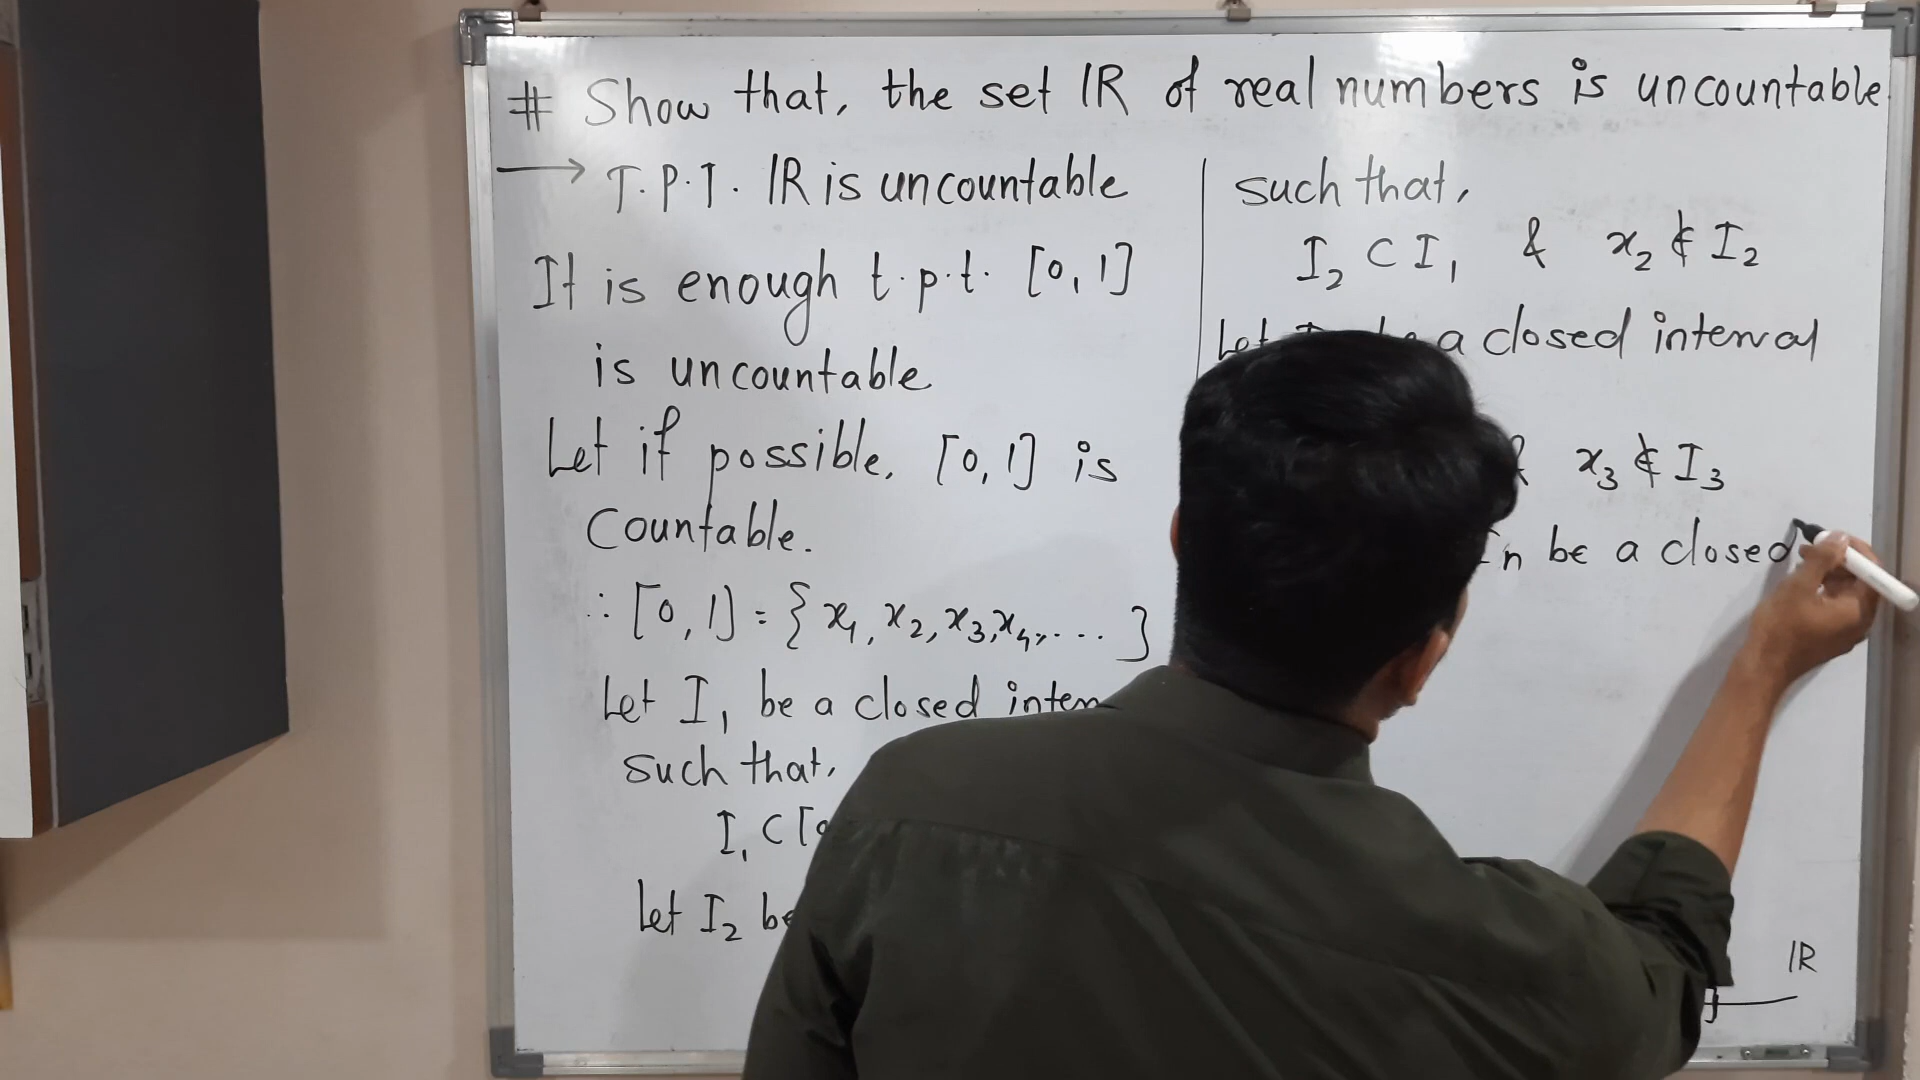 # Show that, the set IR of real numbers is uncountable.
→ T.P.T. IR is uncountable
It is enough t.p.t. [0, 1]
is uncountable
Let if possible, [0, 1] is
Countable.
∴ [0, 1] = { x₁, x₂, x₃, x₄, ... }
Let I₁ be a closed
such that,
I₁ ⊂ [
Let I₂ be
such that,
I₂ ⊂ I₁ & x₂ ∉ I₂
Let a closed interval
x₃ ∉ I₃
be a closed
IR